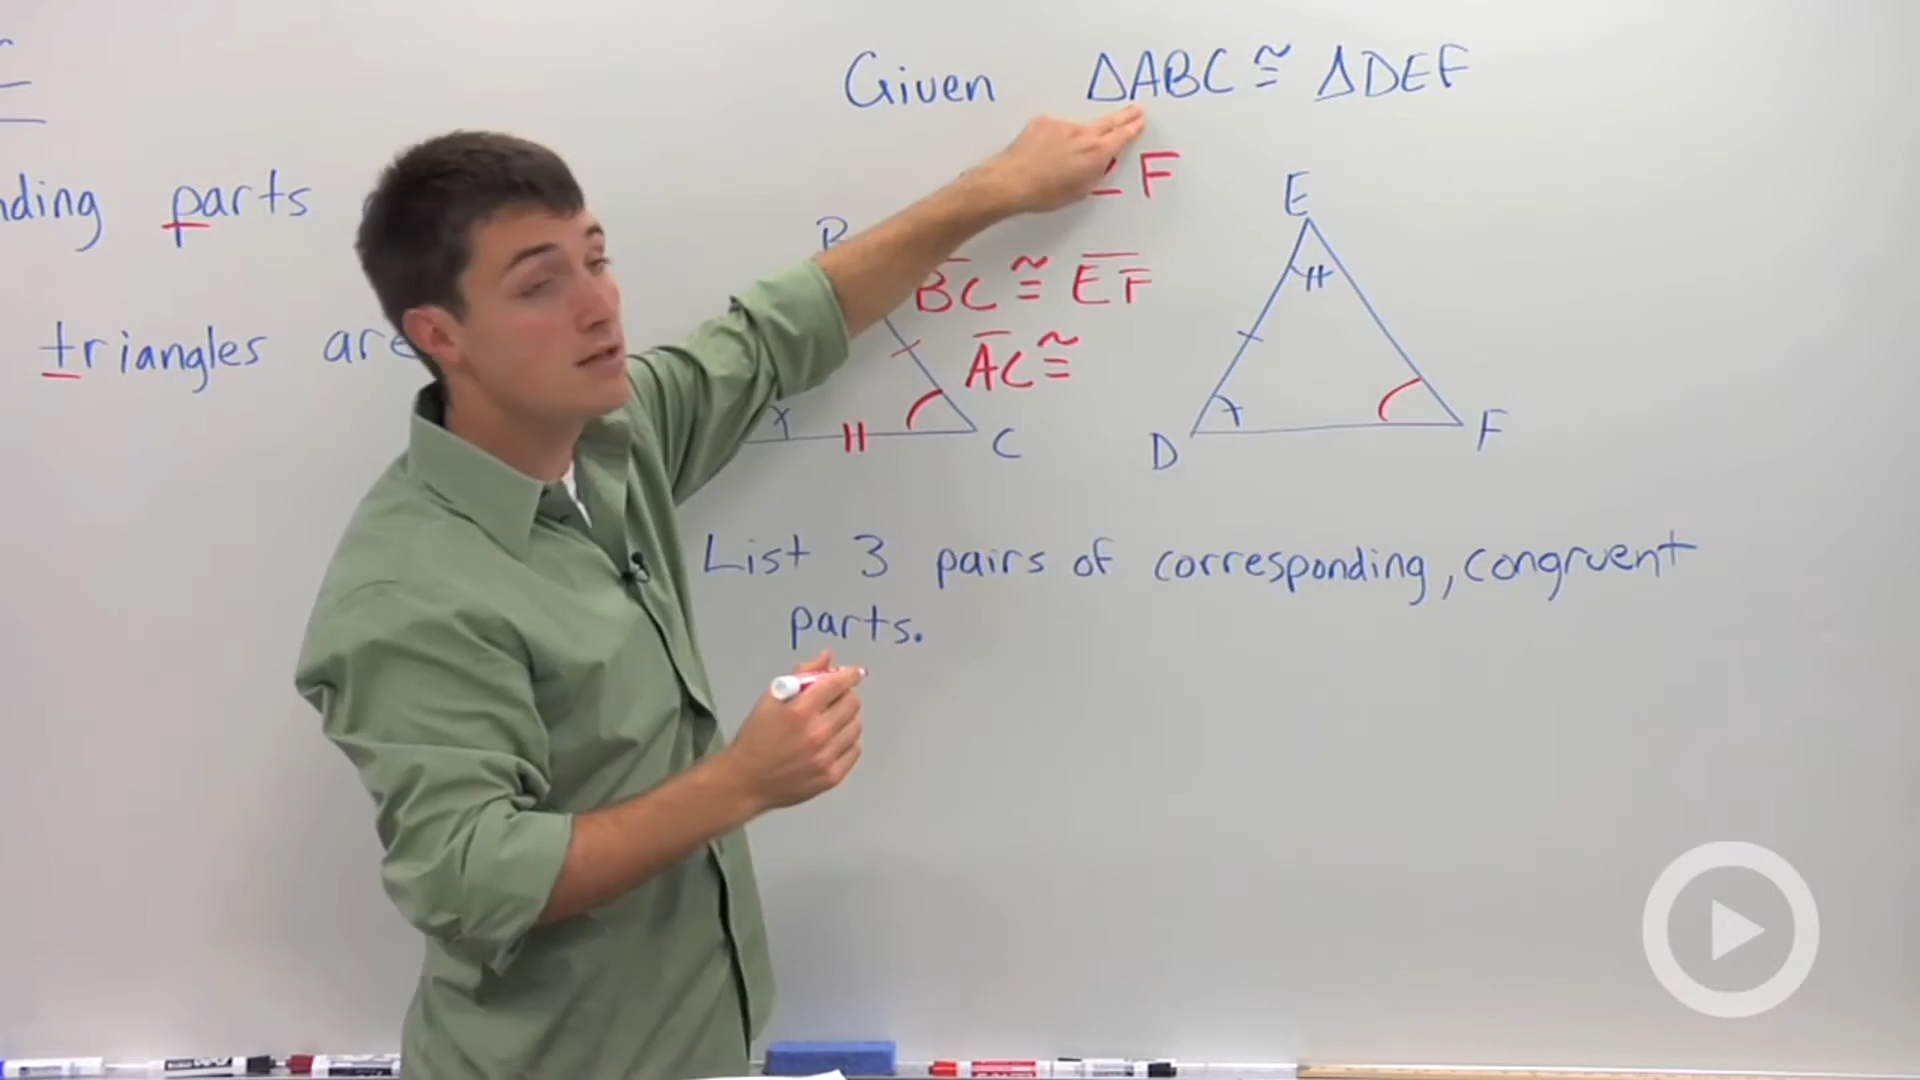 nding parts
triangles are
Given ΔABC ≅ ΔDEF
∠F
B
BC ≅ EF
AC ≅
C
E
D
F
List 3 pairs of corresponding, congruent
parts.